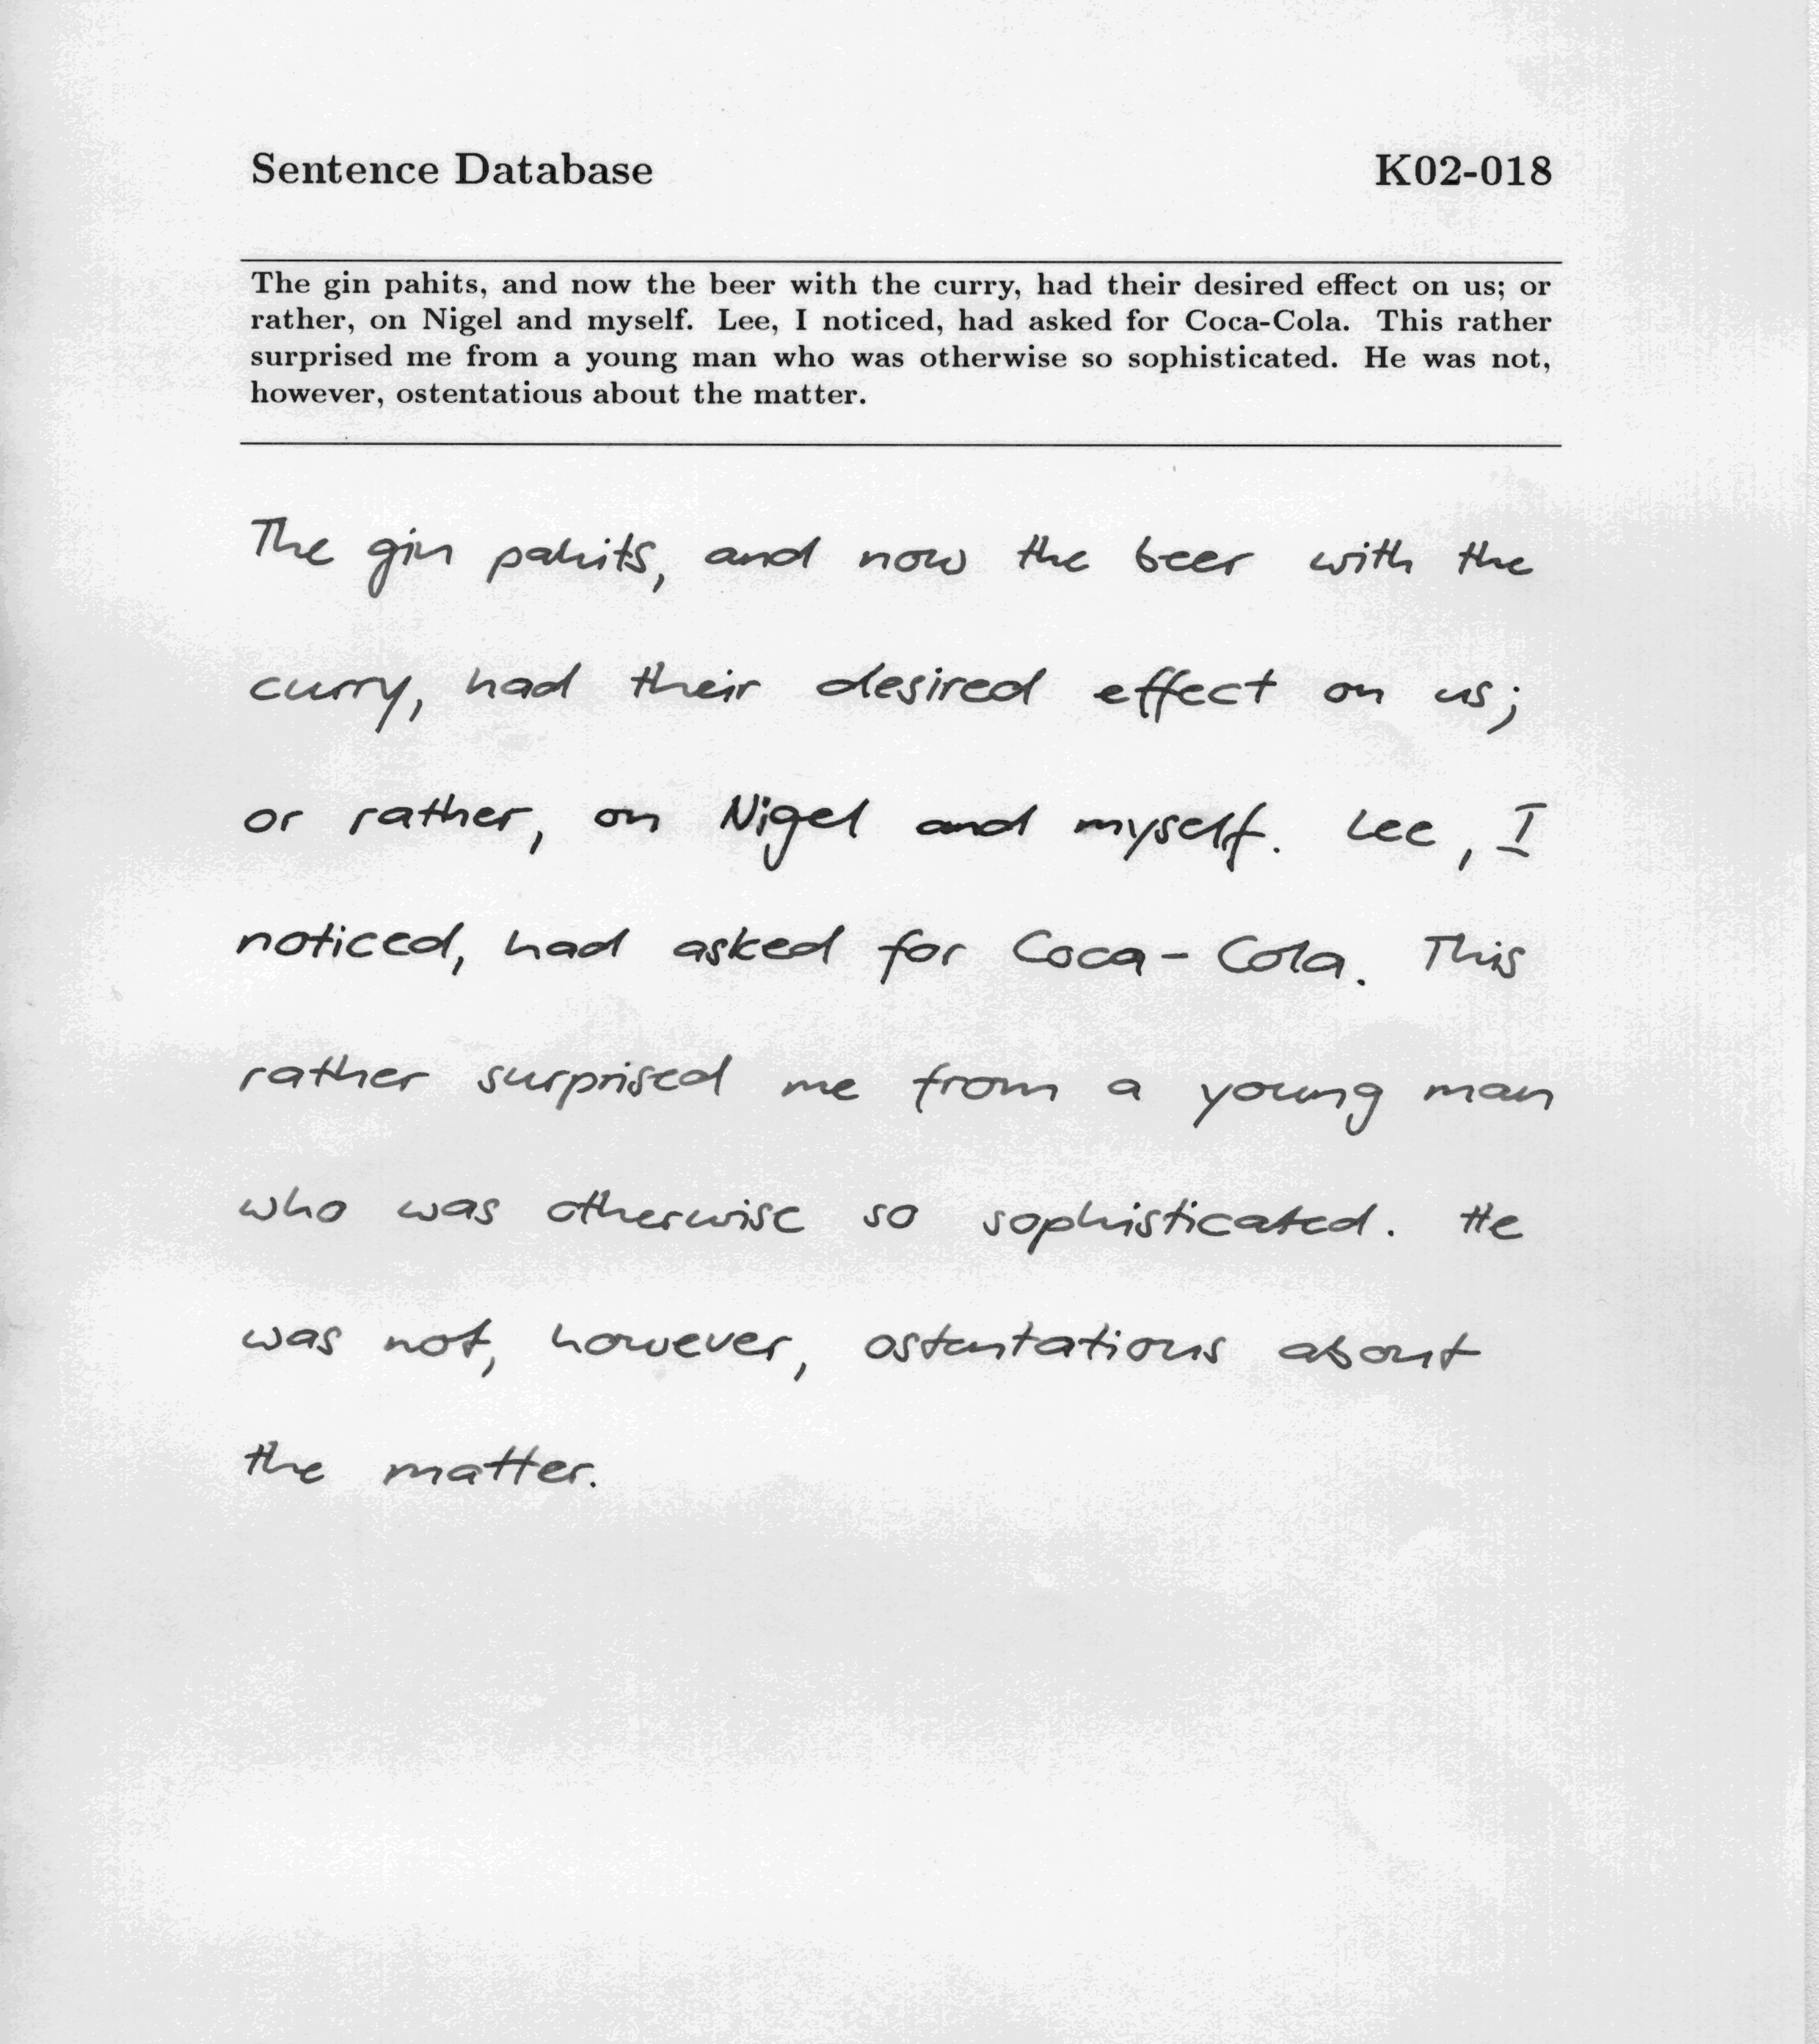 Sentence Database K02-018
The gin pahits, and now the beer with the curry, had their desired effect on us; or
rather, on Nigel and myself. Lee, I noticed, had asked for Coca-Cola. This rather
surprised me from a young man who was otherwise so sophisticated. He was not,
however, ostentatious about the matter.
The gin pahits, and now the beer with the
curry, had their desired effect on us;
or rather, on Nigel and myself. Lee, I
noticed, had asked for Coca-Cola. This
rather surprised me from a young man
who was otherwise so sophisticated. He
was not, however, ostentatious about
the matter.